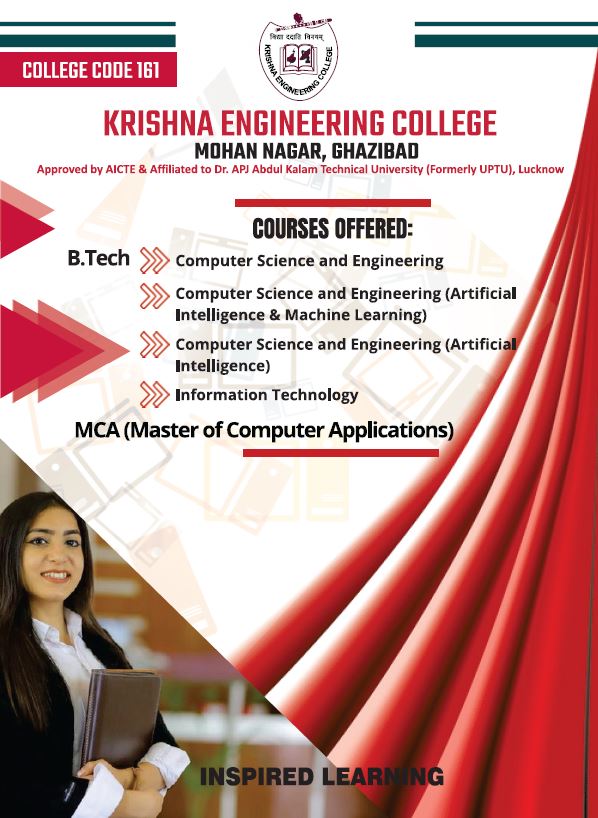 विद्या ददाति विनयम्
KRISHNA ENGINEERING COLLEGE
COLLEGE CODE 161
KRISHNA ENGINEERING COLLEGE
MOHAN NAGAR, GHAZIBAD
Approved by AICTE & Affiliated to Dr. APJ Abdul Kalam Technical University (Formerly UPTU), Lucknow
COURSES OFFERED:
B.Tech Computer Science and Engineering
Computer Science and Engineering (Artificial
Intelligence & Machine Learning)
Computer Science and Engineering (Artificial
Intelligence)
Information Technology
MCA (Master of Computer Applications)
INSPIRED LEARNING